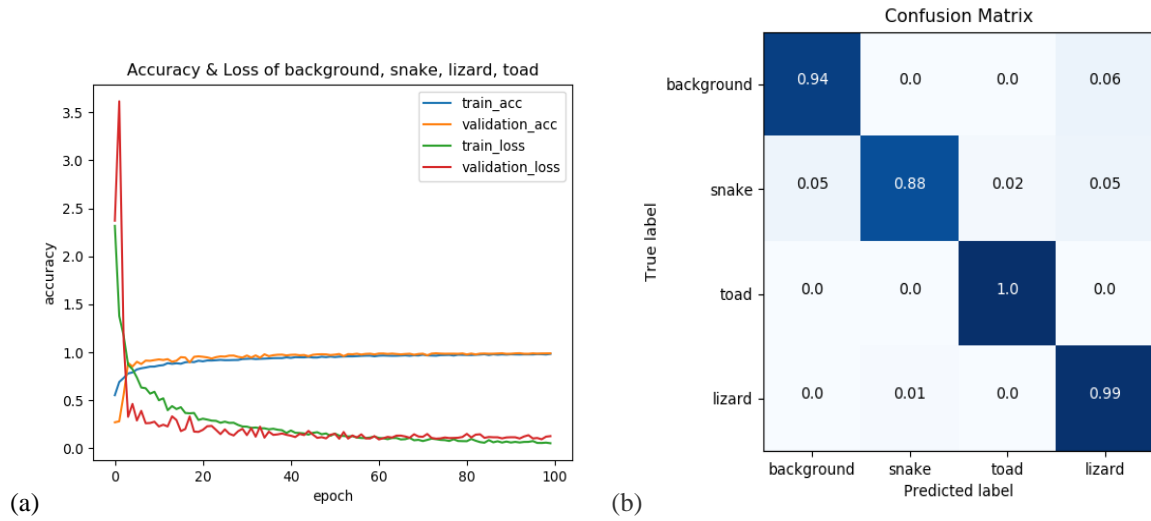 Accuracy & Loss of background, snake, lizard, toad
3.5
3.0
2.5
2.0
1.5
1.0
0.5
0.0
accuracy
train_acc
validation_acc
train_loss
validation_loss
0 20 40 60 80 100
epoch
(a)
Confusion Matrix
True label
background 0.94 0.0 0.0 0.06
snake 0.05 0.88 0.02 0.05
toad 0.0 0.0 1.0 0.0
lizard 0.0 0.01 0.0 0.99
background snake toad lizard
Predicted label
(b)